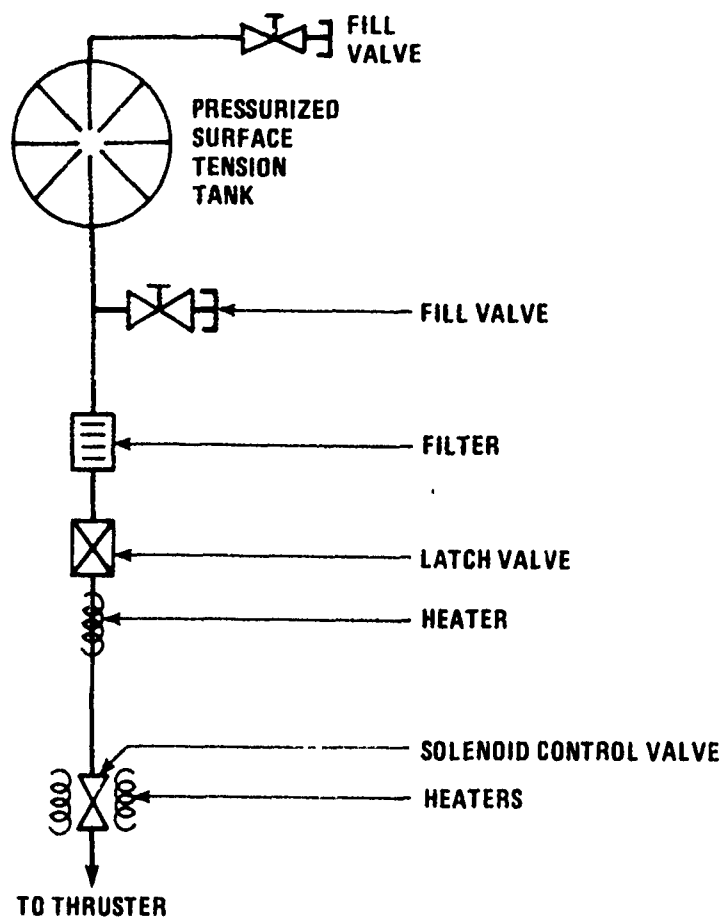 FILL
VALVE
PRESSURIZED
SURFACE
TENSION
TANK
FILL VALVE
FILTER
LATCH VALVE
HEATER
SOLENOID CONTROL VALVE
HEATERS
TO THRUSTER